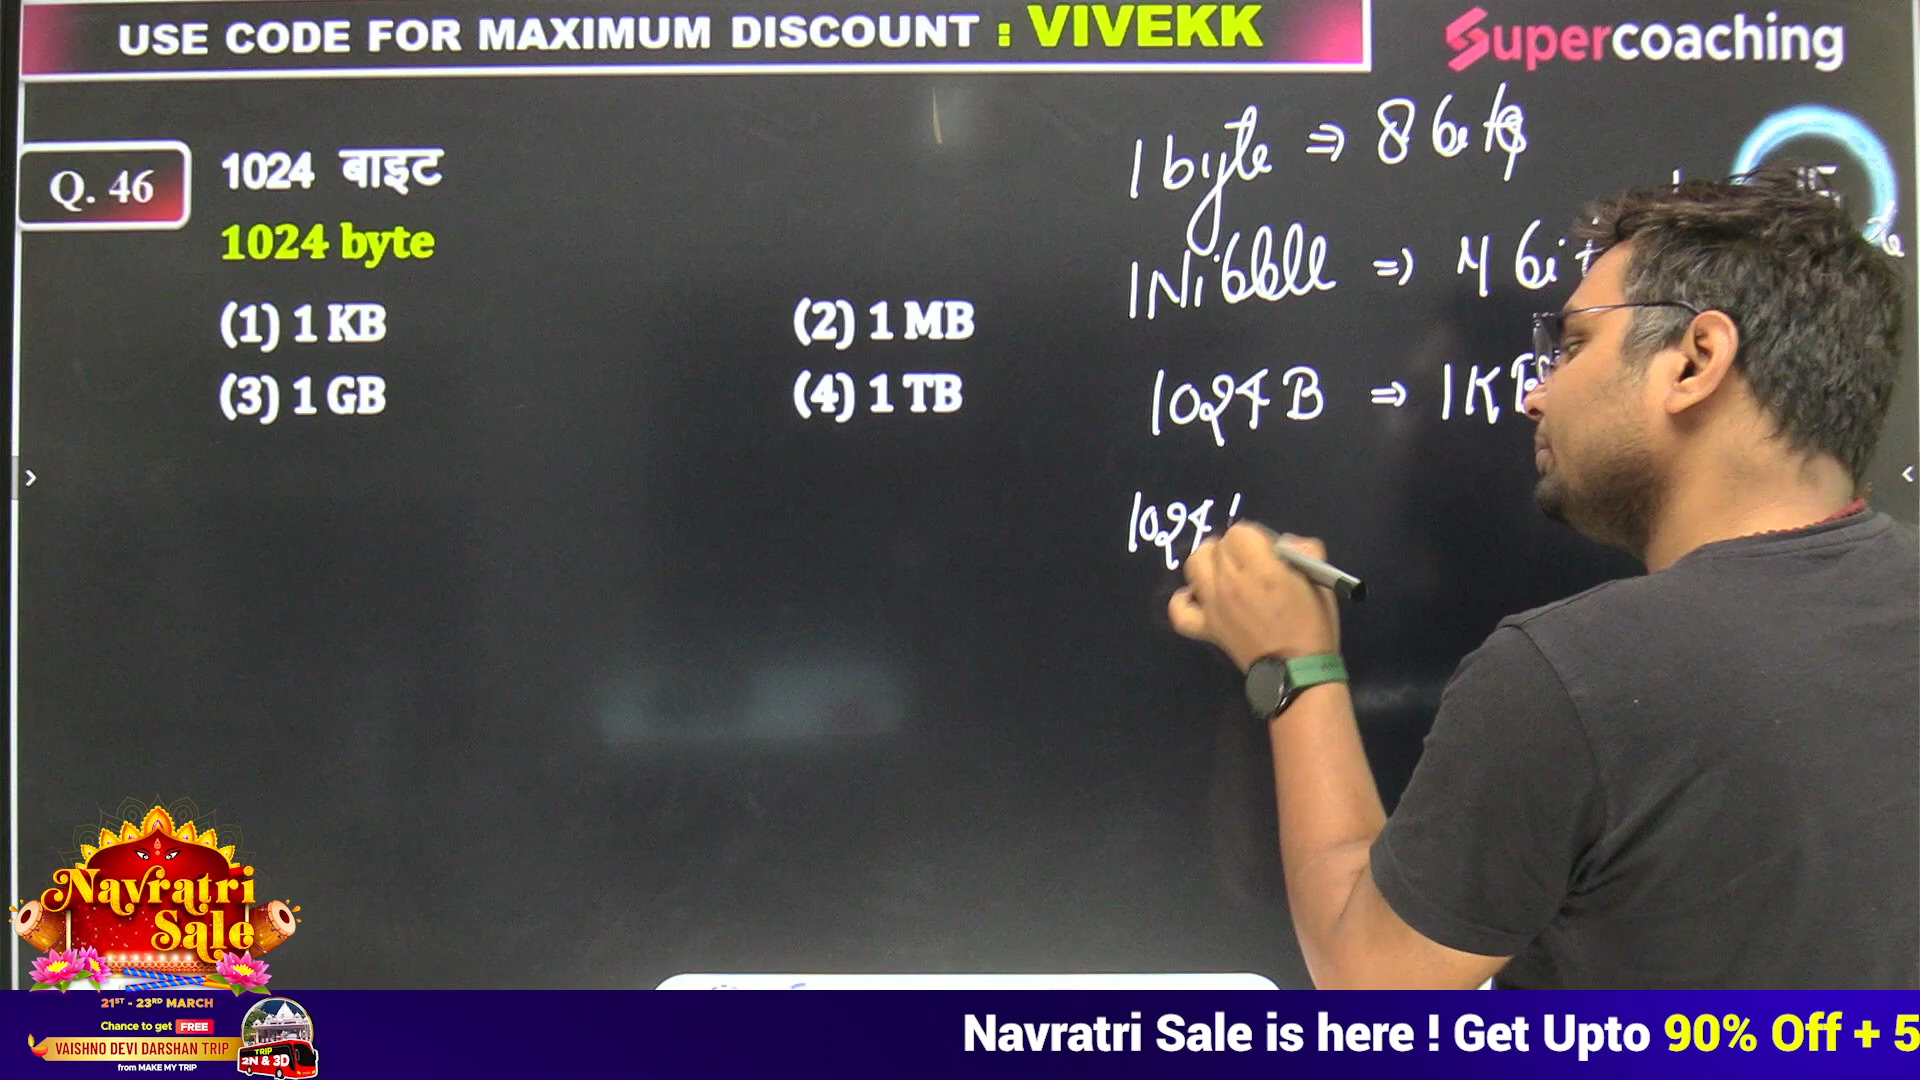 USE CODE FOR MAXIMUM DISCOUNT : VIVEKK
Supercoaching
Q. 46
1024 बाइट
1024 byte
(1) 1 KB
(2) 1 MB
(3) 1 GB
(4) 1 TB
1 byte ⇒ 8 bits
1 Nibble ⇒ 4 bit
1024 B ⇒ 1 KB
1024
Navratri
Sale
21ST - 23RD MARCH
Chance to get FREE
VAISHNO DEVI DARSHAN TRIP
from MAKE MY TRIP
TRIP
2N & 3D
Navratri Sale is here ! Get Upto 90% Off + 5